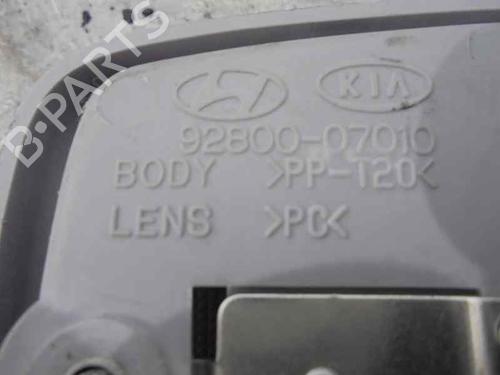 KIA
92800-07010
BODY >PP-T20<
LENS >PC<
B-PARTS